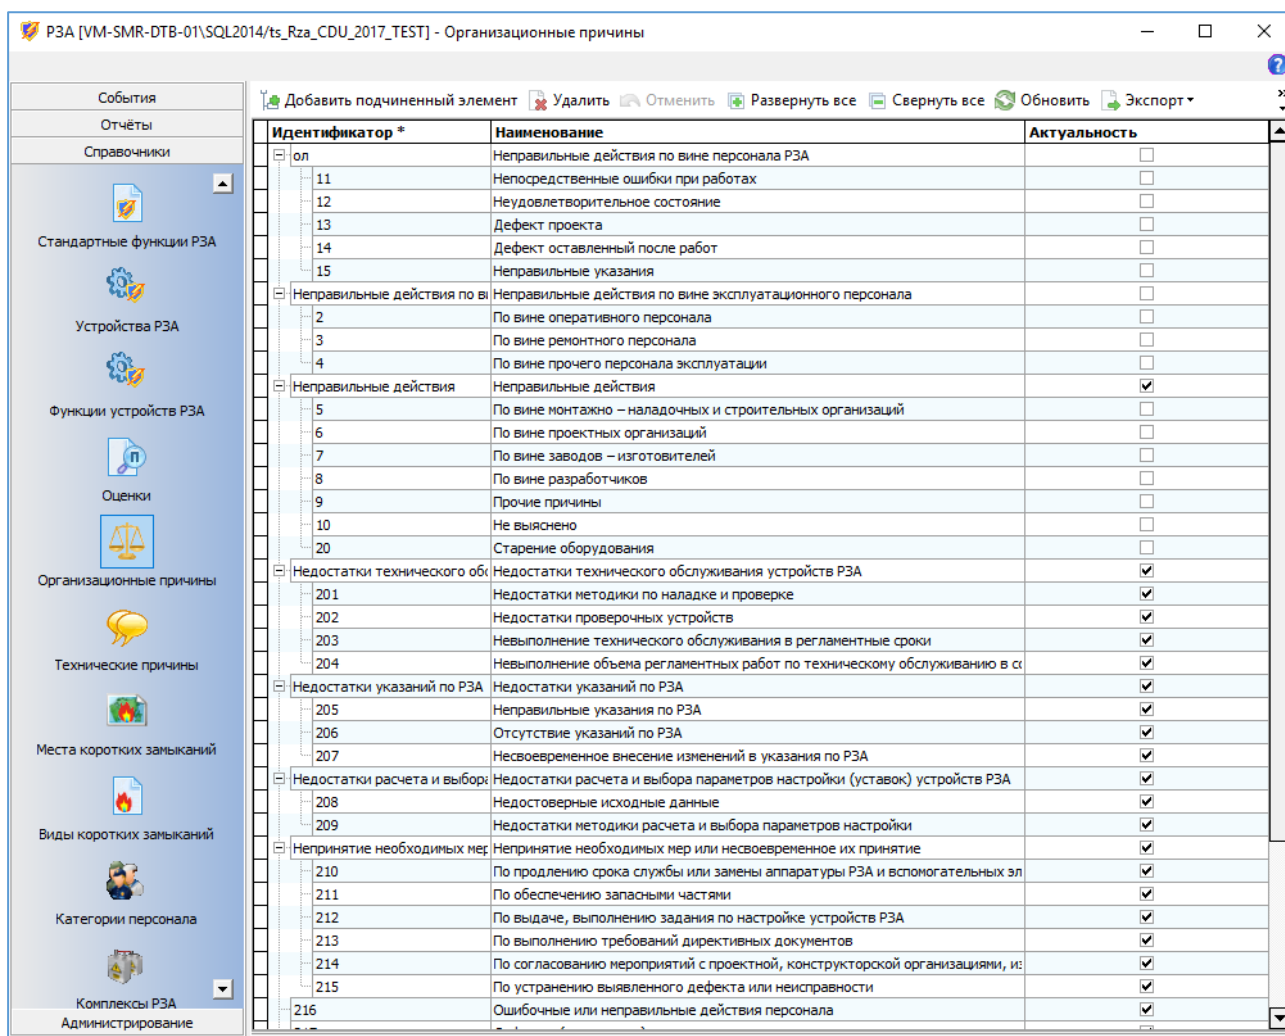 РЗА [VM-SMR-DTB-01\SQL2014/ts_Rza_CDU_2017_TEST] - Организационные причины
События
Отчёты
Справочники
Стандартные функции РЗА
Устройства РЗА
Функции устройств РЗА
Оценки
Организационные причины
Технические причины
Места коротких замыканий
Виды коротких замыканий
Категории персонала
Комплексы РЗА
Администрирование
Добавить подчиненный элемент Удалить Отменить Развернуть все Свернуть все Обновить Экспорт
Идентификатор * Наименование Актуальность
ол Неправильные действия по вине персонала РЗА
11 Непосредственные ошибки при работах
12 Неудовлетворительное состояние
13 Дефект проекта
14 Дефект оставленный после работ
15 Неправильные указания
Неправильные действия по ви Неправильные действия по вине эксплуатационного персонала
2 По вине оперативного персонала
3 По вине ремонтного персонала
4 По вине прочего персонала эксплуатации
Неправильные действия Неправильные действия
5 По вине монтажно – наладочных и строительных организаций
6 По вине проектных организаций
7 По вине заводов – изготовителей
8 По вине разработчиков
9 Прочие причины
10 Не выяснено
20 Старение оборудования
Недостатки технического обс Недостатки технического обслуживания устройств РЗА
201 Недостатки методики по наладке и проверке
202 Недостатки проверочных устройств
203 Невыполнение технического обслуживания в регламентные сроки
204 Невыполнение объема регламентных работ по техническому обслуживанию в со
Недостатки указаний по РЗА Недостатки указаний по РЗА
205 Неправильные указания по РЗА
206 Отсутствие указаний по РЗА
207 Несвоевременное внесение изменений в указания по РЗА
Недостатки расчета и выбора Недостатки расчета и выбора параметров настройки (уставок) устройств РЗА
208 Недостоверные исходные данные
209 Недостатки методики расчета и выбора параметров настройки
Непринятие необходимых мер Непринятие необходимых мер или несвоевременное их принятие
210 По продлению срока службы или замены аппаратуры РЗА и вспомогательных эл
211 По обеспечению запасными частями
212 По выдаче, выполнению задания по настройке устройств РЗА
213 По выполнению требований директивных документов
214 По согласованию мероприятий с проектной, конструкторской организациями, из
215 По устранению выявленного дефекта или неисправности
216 Ошибочные или неправильные действия персонала